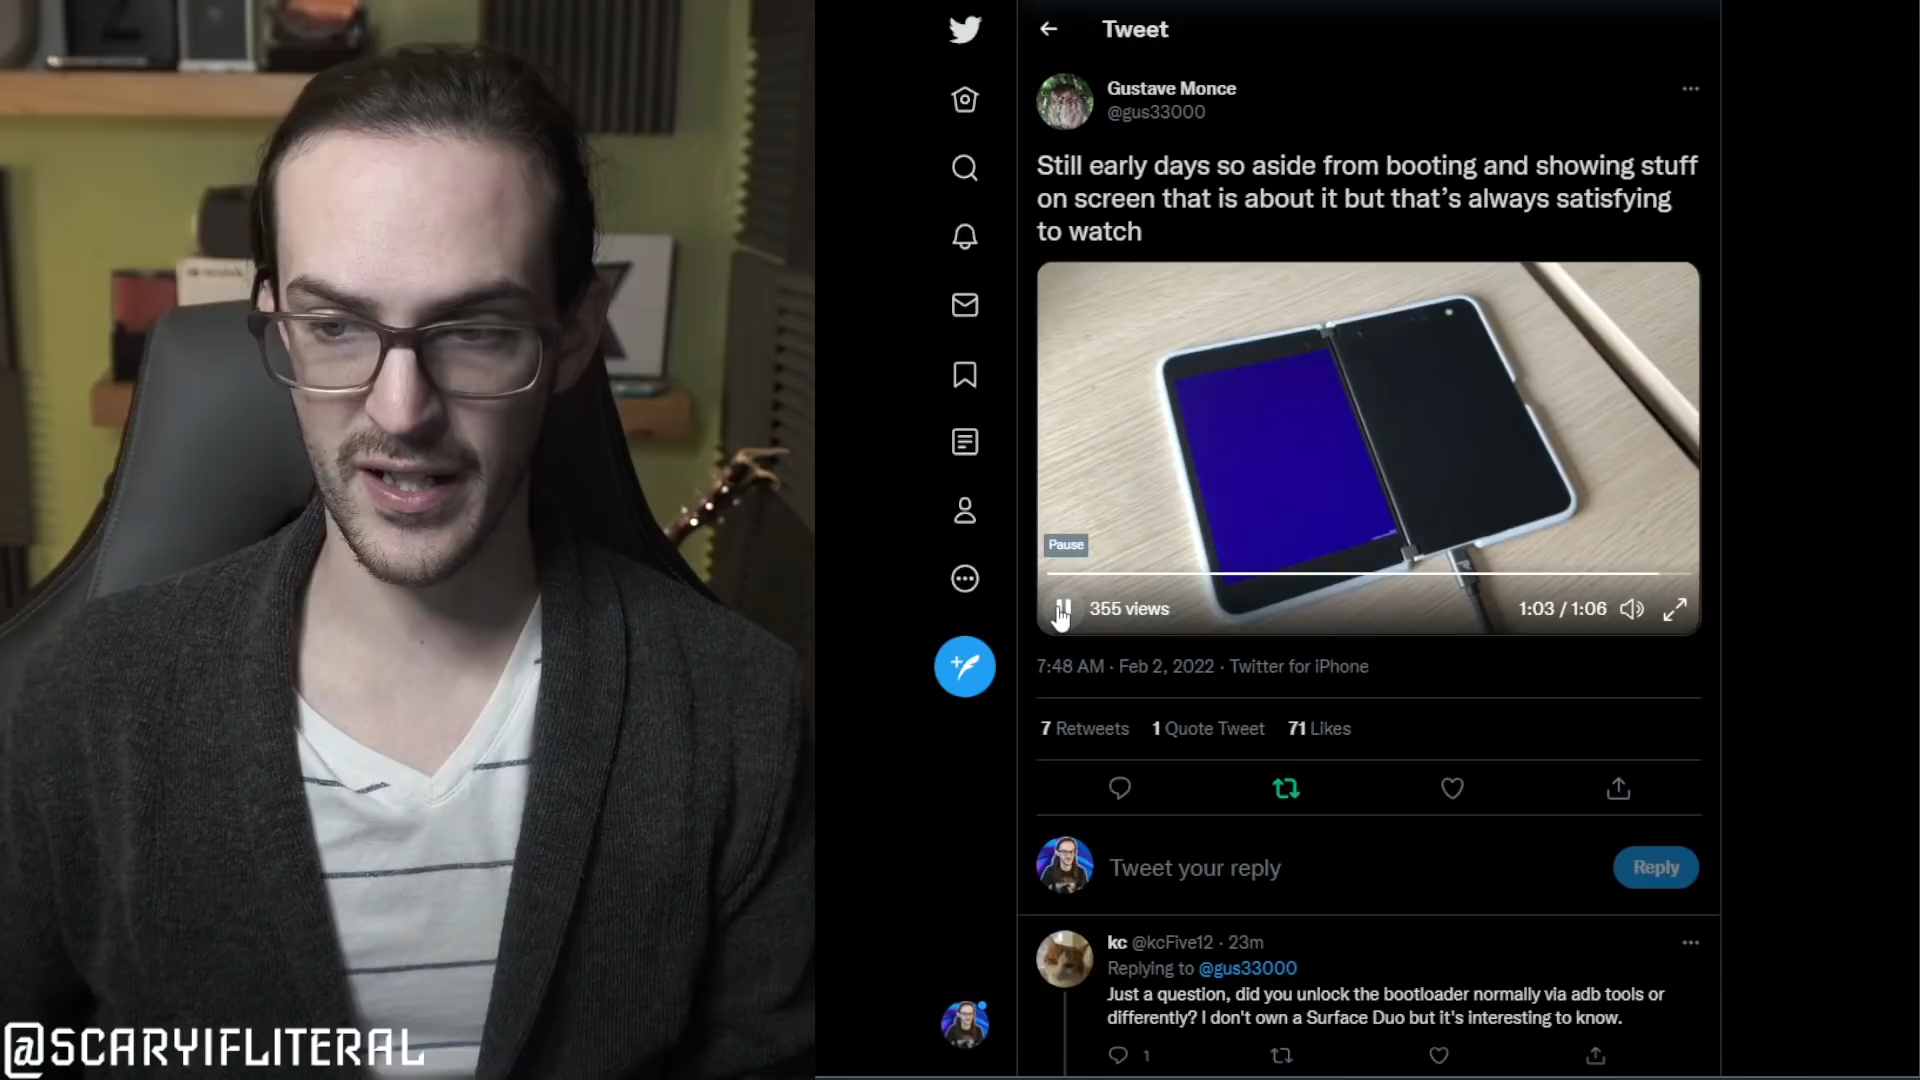 Tweet
Gustave Monce
@gus33000
Still early days so aside from booting and showing stuff
on screen that is about it but that’s always satisfying
to watch
Pause
355 views
1:03 / 1:06
7:48 AM · Feb 2, 2022 · Twitter for iPhone
7 Retweets 1 Quote Tweet 71 Likes
Tweet your reply
Reply
kc @kcFive12 · 23m
Replying to @gus33000
Just a question, did you unlock the bootloader normally via adb tools or
differently? I don't own a Surface Duo but it's interesting to know.
1
@SCARYIFLITERAL